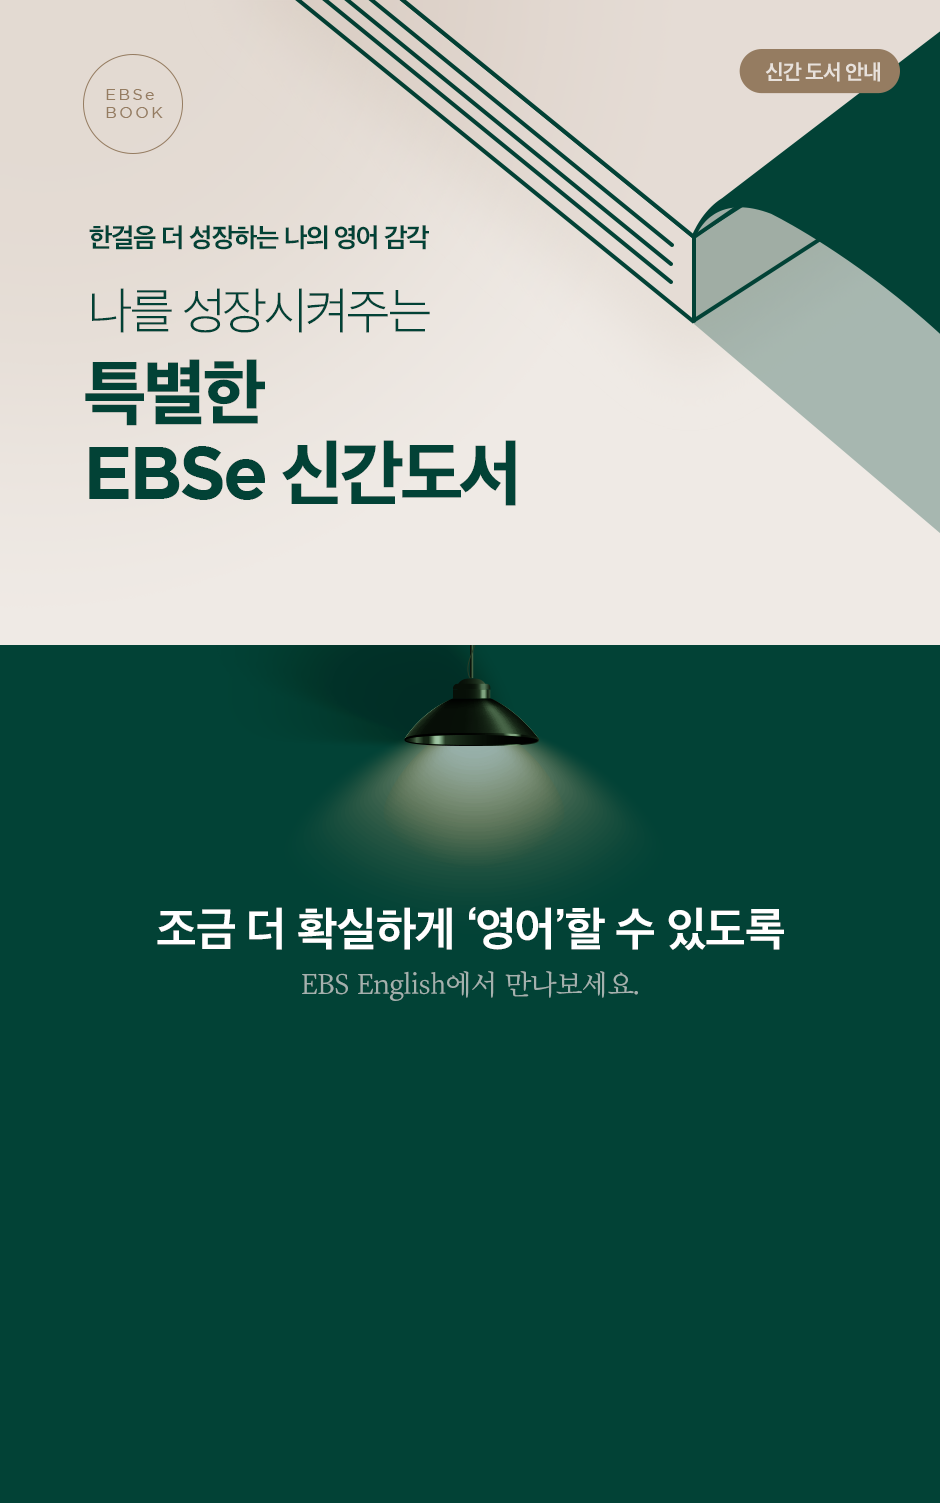 EBSe
BOOK
신간 도서 안내
한걸음 더 성장하는 나의 영어 감각
나를 성장시켜주는
특별한
EBSe 신간도서
조금 더 확실하게 ‘영어’할 수 있도록
EBS English에서 만나보세요.